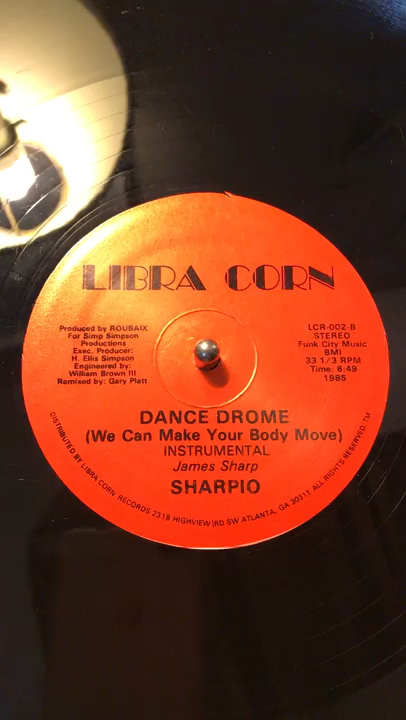 LIBRA CORN
Produced by ROUBAIX
For Simp Simpson
Productions
Exec. Producer:
H. Ellis Simpson
Engineered by:
William Brown III
Remixed by: Gary Platt
LCR-002-B
STEREO
Funk City Music
BMI
33 1/3 RPM
Time: 6:49
1985
DANCE DROME
(We Can Make Your Body Move)
INSTRUMENTAL
James Sharp
SHARPIO
DISTRIBUTED BY LIBRA CORN RECORDS 2318 HIGHVIEW RD SW ATLANTA, GA 30311 ALL RIGHTS RESERVED. TM